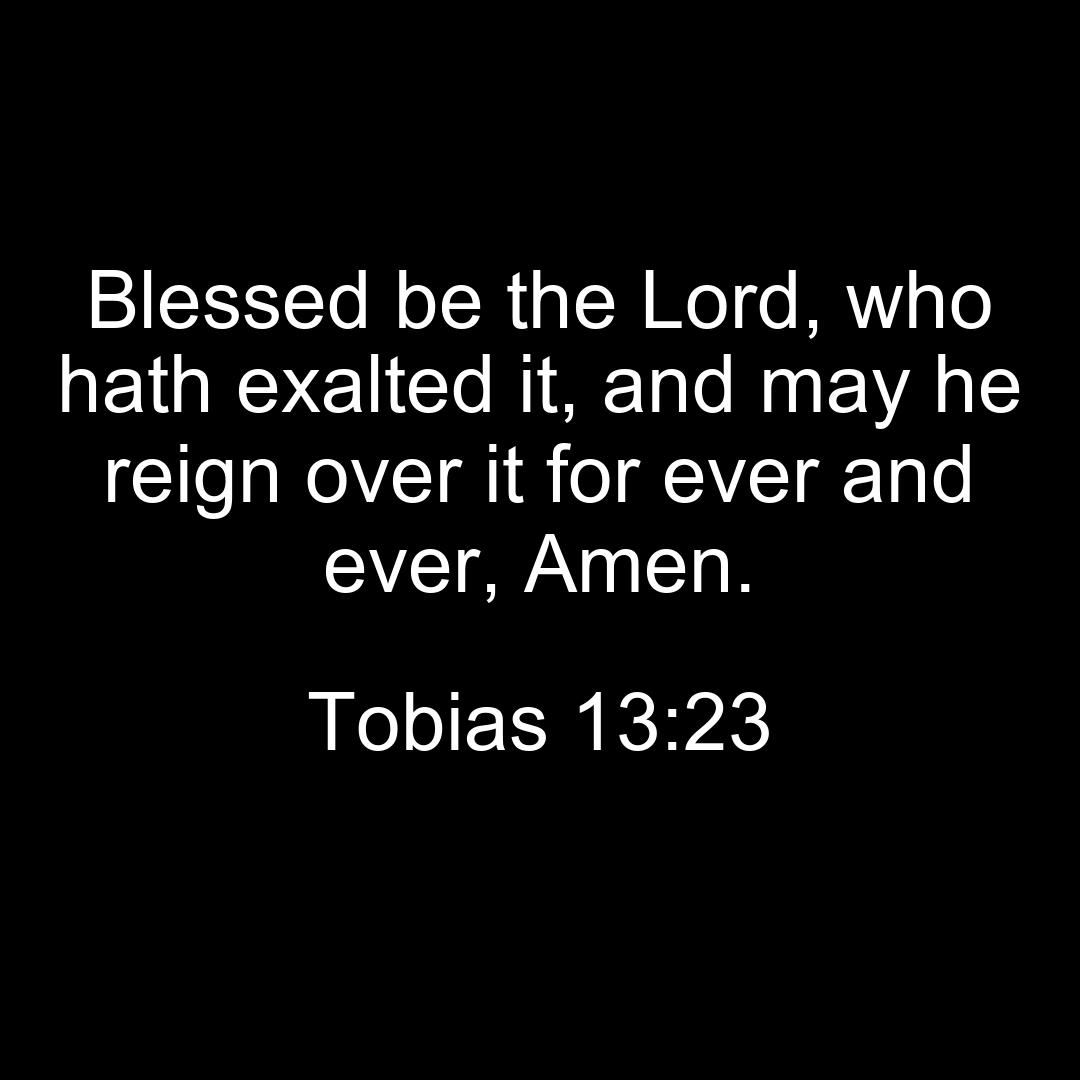 Blessed be the Lord, who
hath exalted it, and may he
reign over it for ever and
ever, Amen.
Tobias 13:23